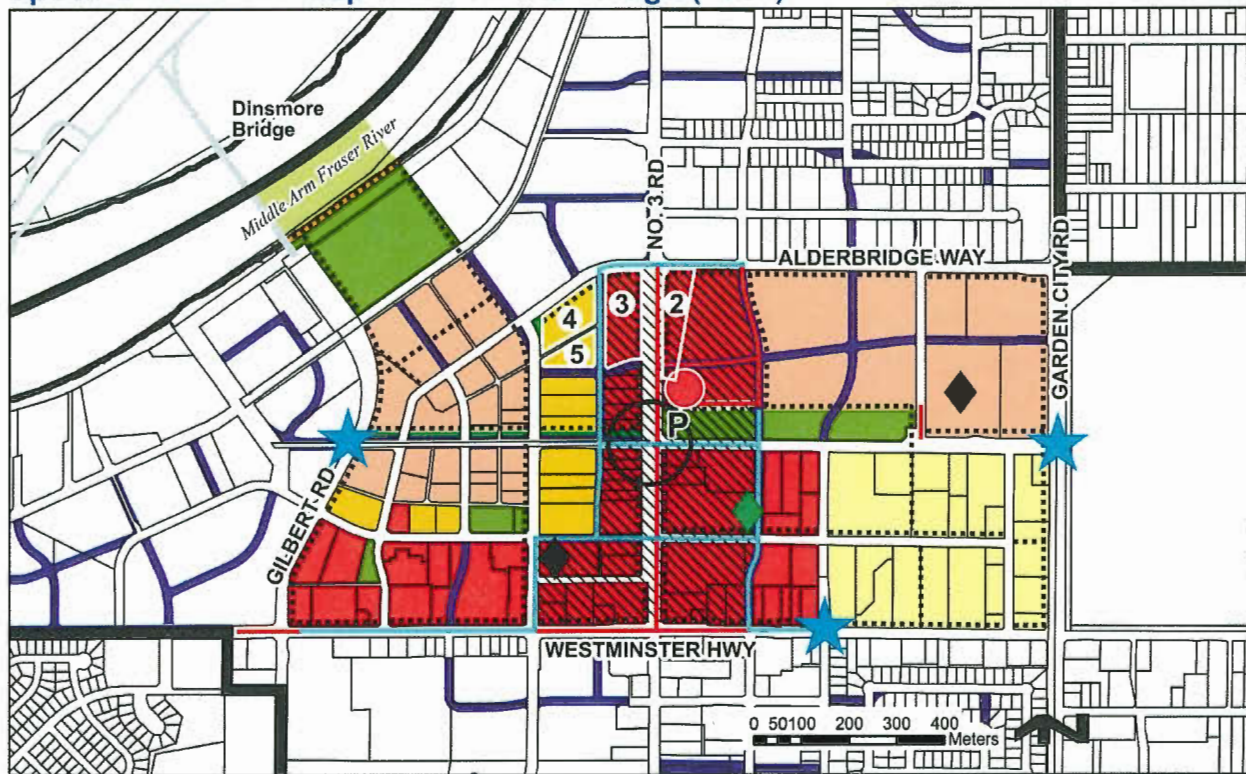 Dinsmore
Bridge
Middle Arm Fraser River
NO. 3 RD
ALDERBRIDGE WAY
GARDEN CITY RD
3
2
4
5
P
GILBERT RD
WESTMINSTER HWY
0 50 100 200 300 400
Meters